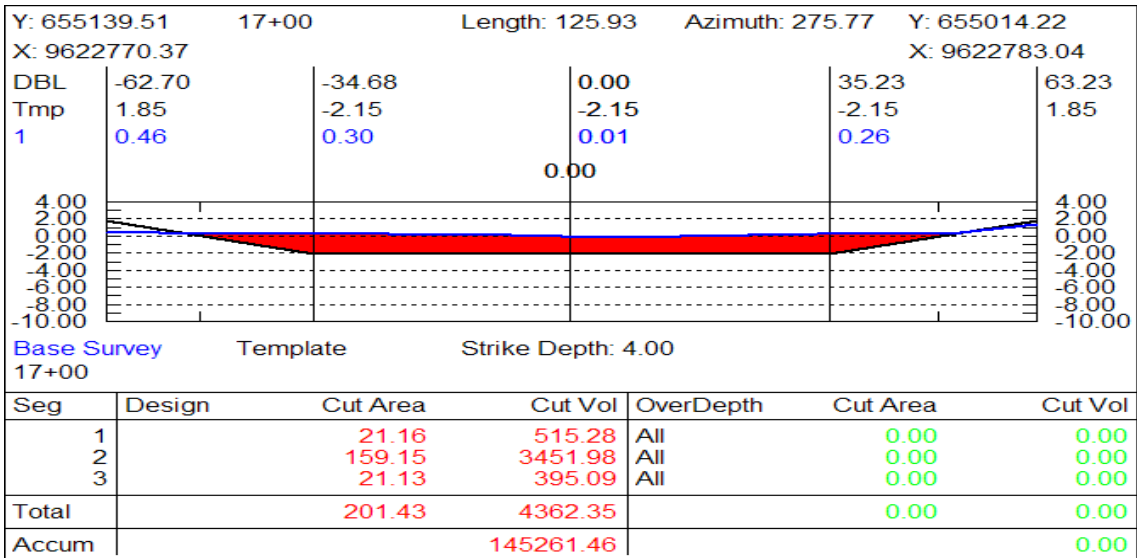 Y: 655139.51 17+00 Length: 125.93 Azimuth: 275.77 Y: 655014.22
X: 9622770.37 X: 9622783.04
DBL -62.70 -34.68 0.00 35.23 63.23
Tmp 1.85 -2.15 -2.15 -2.15 1.85
1 0.46 0.30 0.01 0.26
0.00
4.00 4.00
2.00 2.00
0.00 0.00
-2.00 -2.00
-4.00 -4.00
-6.00 -6.00
-8.00 -8.00
-10.00 -10.00
Base Survey Template Strike Depth: 4.00
17+00
Seg Design Cut Area Cut Vol OverDepth Cut Area Cut Vol
1 21.16 515.28 All 0.00 0.00
2 159.15 3451.98 All 0.00 0.00
3 21.13 395.09 All 0.00 0.00
Total 201.43 4362.35 0.00 0.00
Accum 145261.46 0.00